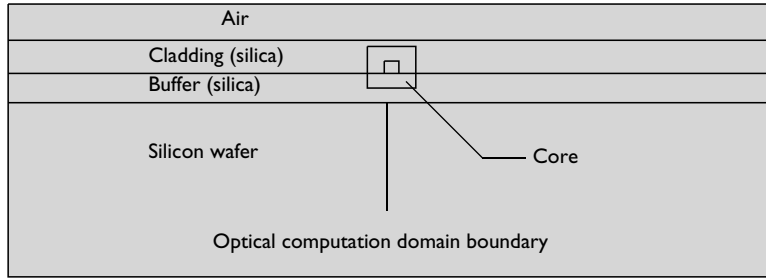 Air
Cladding (silica)
Buffer (silica)
Silicon wafer
Core
Optical computation domain boundary